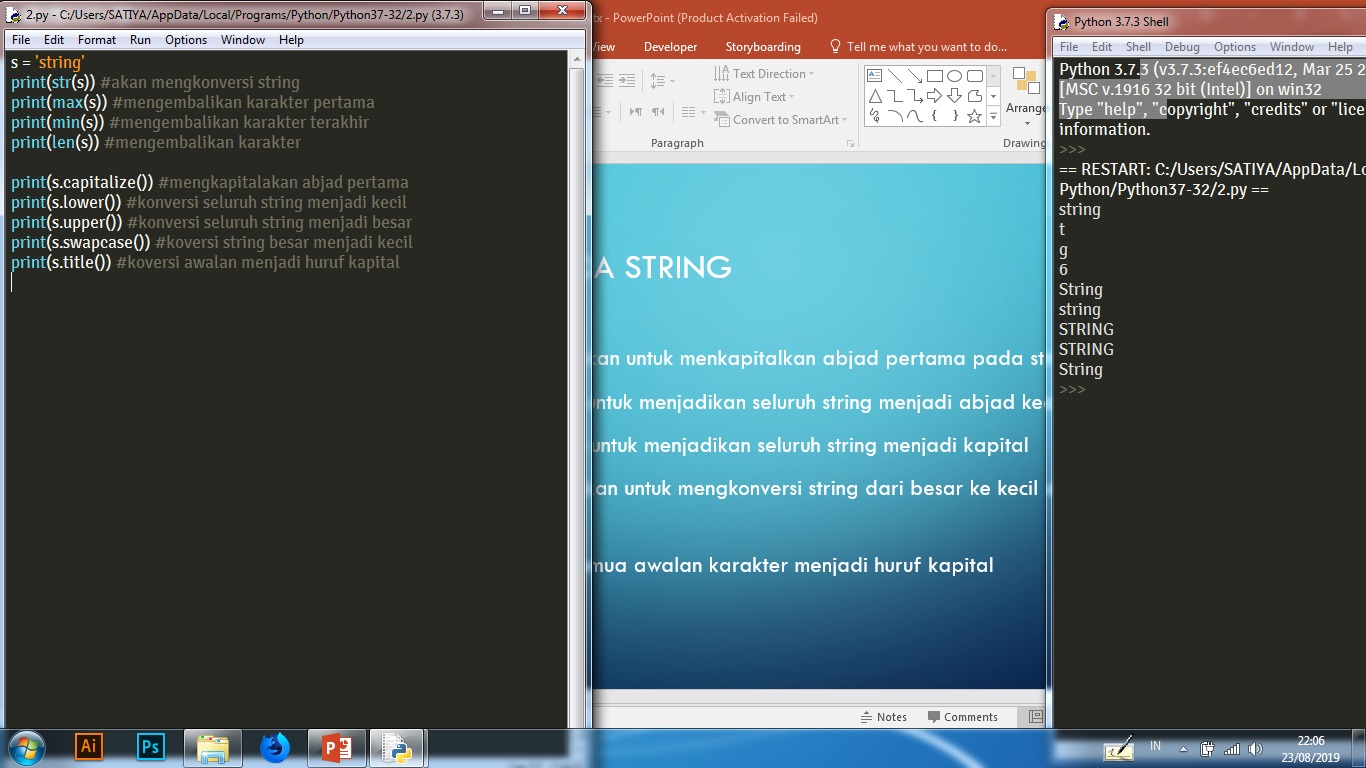 2.py - C:/Users/SATIYA/AppData/Local/Programs/Python/Python37-32/2.py (3.7.3)
File Edit Format Run Options Window Help
s = 'string'
print(str(s)) #akan mengkonversi string
print(max(s)) #mengembalikan karakter pertama
print(min(s)) #mengembalikan karakter terakhir
print(len(s)) #mengembalikan karakter
print(s.capitalize()) #mengkapitalakan abjad pertama
print(s.lower()) #konversi seluruh string menjadi kecil
print(s.upper()) #konversi seluruh string menjadi besar
print(s.swapcase()) #koversi string besar menjadi kecil
print(s.title()) #koversi awalan menjadi huruf kapital
tx - PowerPoint (Product Activation Failed)
View Developer Storyboarding Tell me what you want to do...
Text Direction
Align Text
Convert to SmartArt
Arrange
Paragraph
Drawing
A STRING
kan untuk menkapitalkan abjad pertama pada st
untuk menjadikan seluruh string menjadi abjad kec
untuk menjadikan seluruh string menjadi kapital
kan untuk mengkonversi string dari besar ke kecil
mua awalan karakter menjadi huruf kapital
Notes Comments
Python 3.7.3 Shell
File Edit Shell Debug Options Window Help
Python 3.7.3 (v3.7.3:ef4ec6ed12, Mar 25 2
[MSC v.1916 32 bit (Intel)] on win32
Type "help", "copyright", "credits" or "lice
information.
>>>
== RESTART: C:/Users/SATIYA/AppData/Lo
Python/Python37-32/2.py ==
string
t
g
6
String
string
STRING
STRING
String
>>>
Ai Ps
IN
22:06
23/08/2019